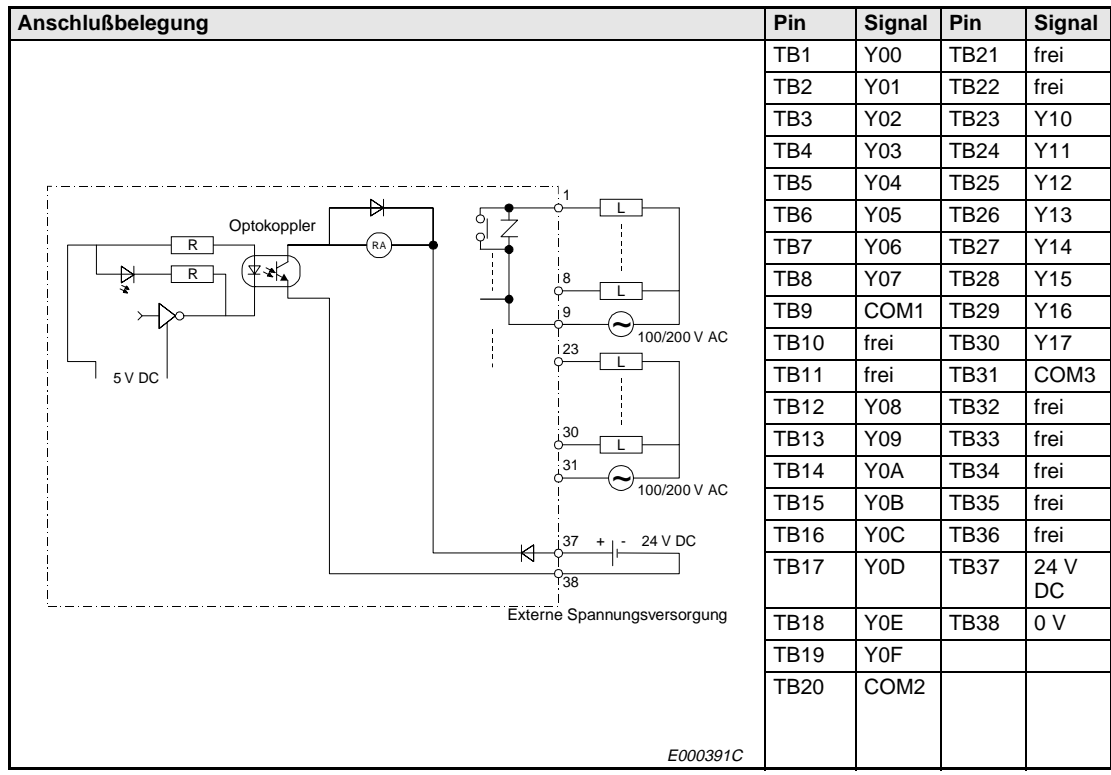 Anschlußbelegung
Pin Signal Pin Signal
TB1 Y00 TB21 frei
TB2 Y01 TB22 frei
TB3 Y02 TB23 Y10
TB4 Y03 TB24 Y11
TB5 Y04 TB25 Y12
TB6 Y05 TB26 Y13
TB7 Y06 TB27 Y14
TB8 Y07 TB28 Y15
TB9 COM1 TB29 Y16
TB10 frei TB30 Y17
TB11 frei TB31 COM3
TB12 Y08 TB32 frei
TB13 Y09 TB33 frei
TB14 Y0A TB34 frei
TB15 Y0B TB35 frei
TB16 Y0C TB36 frei
TB17 Y0D TB37 24 V
DC
TB18 Y0E TB38 0 V
TB19 Y0F
TB20 COM2
Optokoppler
R
R
RA
5 V DC
1
L
8
L
9
~
100/200 V AC
23
L
30
L
31
~
100/200 V AC
37 + - 24 V DC
38
Externe Spannungsversorgung
E000391C